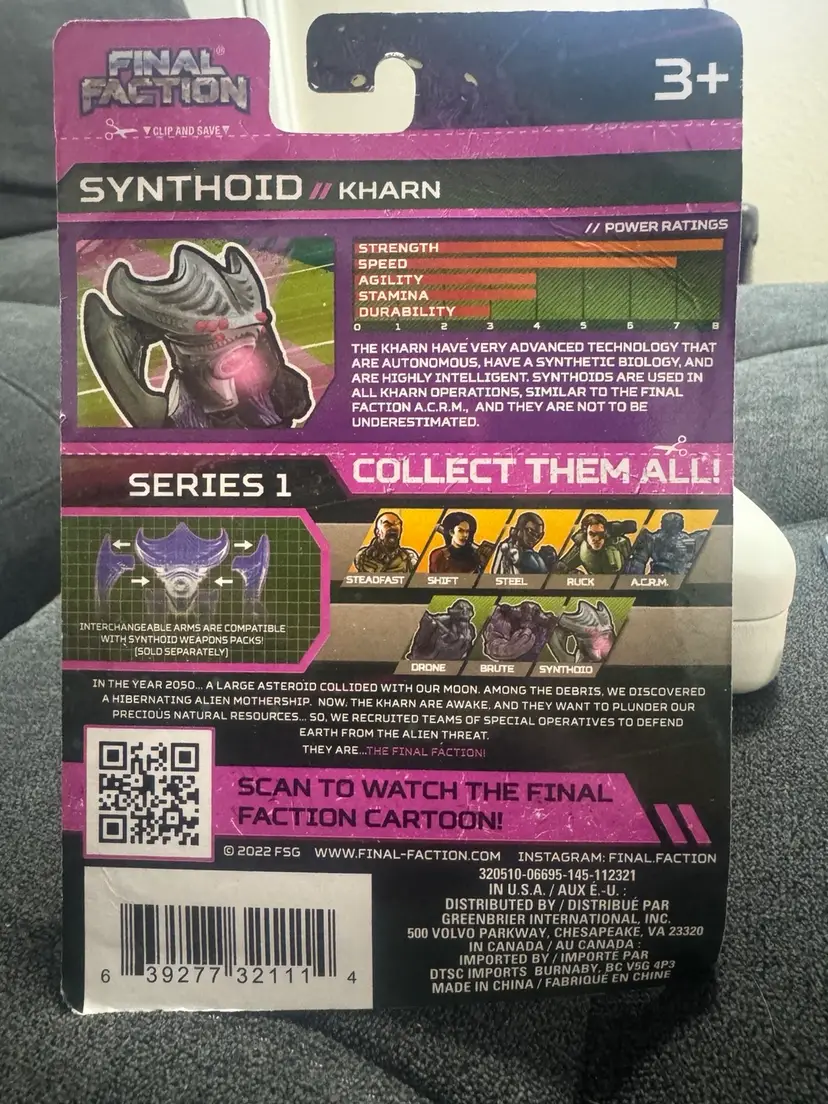 FINAL FACTION®
3+
▼CLIP AND SAVE▼
SYNTHOID // KHARN
// POWER RATINGS
STRENGTH
SPEED
AGILITY
STAMINA
DURABILITY
0 1 2 3 4 5 6 7 8
THE KHARN HAVE VERY ADVANCED TECHNOLOGY THAT
ARE AUTONOMOUS, HAVE A SYNTHETIC BIOLOGY, AND
ARE HIGHLY INTELLIGENT. SYNTHOIDS ARE USED IN
ALL KHARN OPERATIONS, SIMILAR TO THE FINAL
FACTION A.C.R.M., AND THEY ARE NOT TO BE
UNDERESTIMATED.
COLLECT THEM ALL!
SERIES 1
STEADFAST SHIFT STEEL RUCK A.C.R.M.
INTERCHANGEABLE ARMS ARE COMPATIBLE
WITH SYNTHOID WEAPONS PACKS!
(SOLD SEPARATELY)
DRONE BRUTE SYNTHOID
IN THE YEAR 2050... A LARGE ASTEROID COLLIDED WITH OUR MOON. AMONG THE DEBRIS, WE DISCOVERED
A HIBERNATING ALIEN MOTHERSHIP. NOW, THE KHARN ARE AWAKE, AND THEY WANT TO PLUNDER OUR
PRECIOUS NATURAL RESOURCES... SO, WE RECRUITED TEAMS OF SPECIAL OPERATIVES TO DEFEND
EARTH FROM THE ALIEN THREAT.
THEY ARE...THE FINAL FACTION!
SCAN TO WATCH THE FINAL
FACTION CARTOON!
© 2022 FSG WWW.FINAL-FACTION.COM INSTAGRAM: FINAL.FACTION
320510-06695-145-112321
IN U.S.A. / AUX É.-U. :
DISTRIBUTED BY / DISTRIBUÉ PAR
GREENBRIER INTERNATIONAL, INC.
500 VOLVO PARKWAY, CHESAPEAKE, VA 23320
IN CANADA / AU CANADA :
IMPORTED BY / IMPORTÉ PAR
DTSC IMPORTS BURNABY, BC V5G 4P3
MADE IN CHINA / FABRIQUÉ EN CHINE
6 39277 32111 4